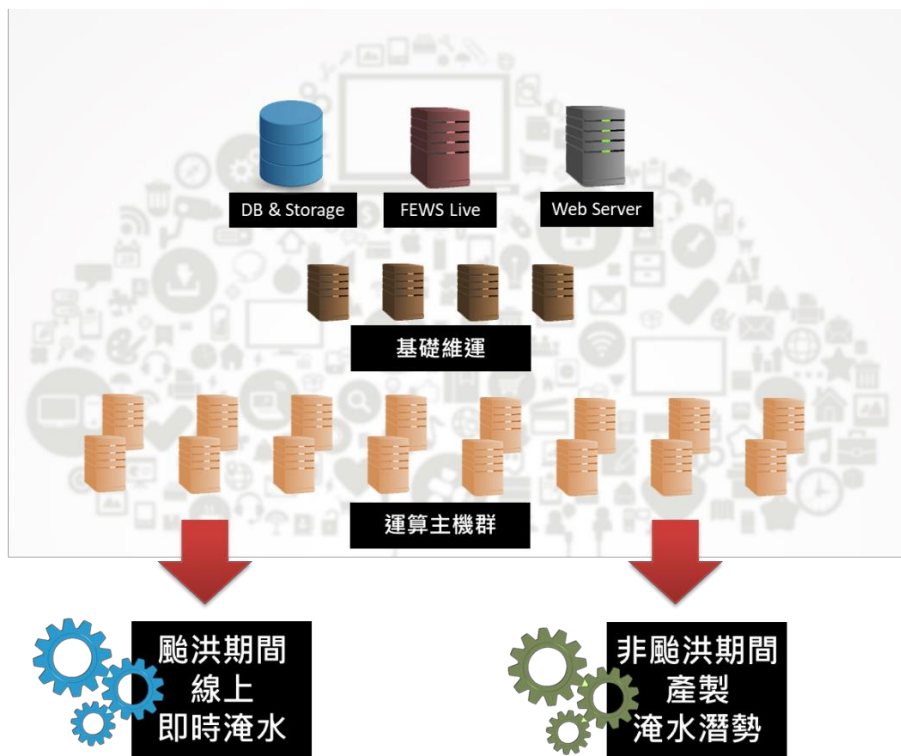 DB & Storage
FEWS Live
Web Server
基礎維運
運算主機群
颱洪期間
線上
即時淹水
非颱洪期間
產製
淹水潛勢